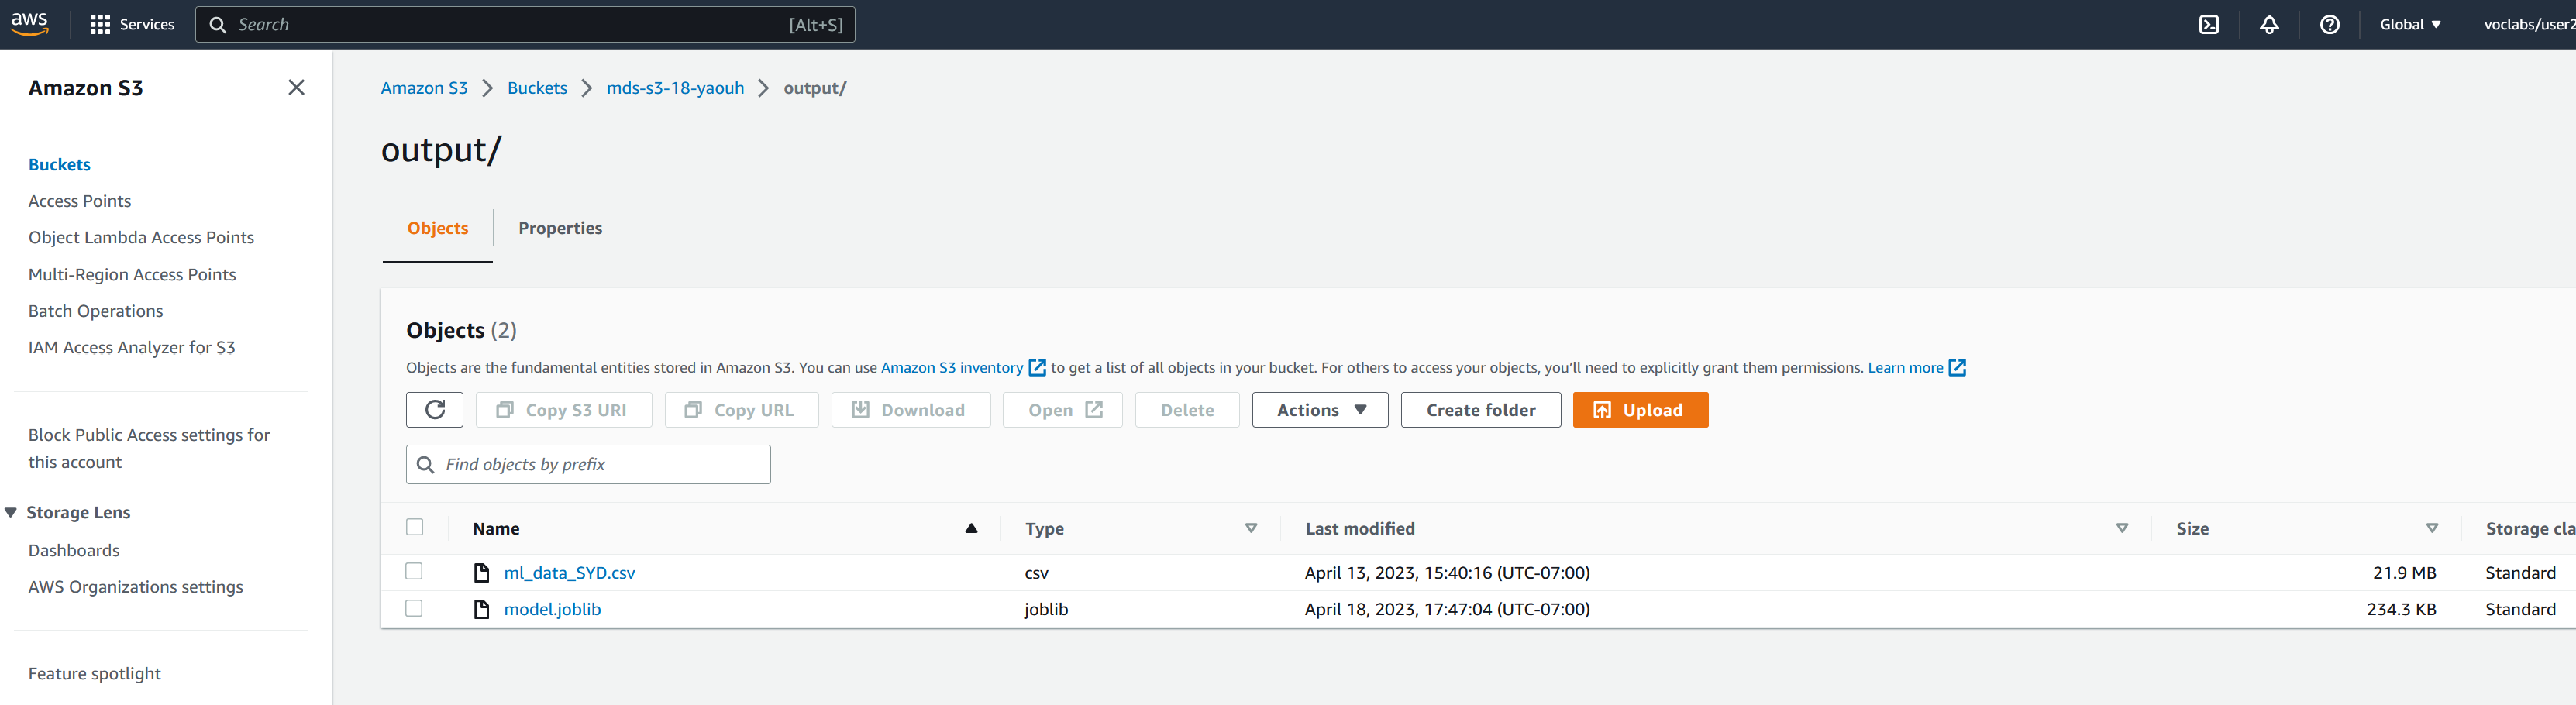 aws
Services
Search
[Alt+S]
Global
voclabs/user2
Amazon S3
Buckets
Access Points
Object Lambda Access Points
Multi-Region Access Points
Batch Operations
IAM Access Analyzer for S3
Block Public Access settings for
this account
Storage Lens
Dashboards
AWS Organizations settings
Feature spotlight
Amazon S3 > Buckets > mds-s3-18-yaouh > output/
output/
Objects
Properties
Objects (2)
Objects are the fundamental entities stored in Amazon S3. You can use Amazon S3 inventory to get a list of all objects in your bucket. For others to access your objects, you'll need to explicitly grant them permissions. Learn more
Copy S3 URI
Copy URL
Download
Open
Delete
Actions
Create folder
Upload
Find objects by prefix
Name Type Last modified Size Storage cla
ml_data_SYD.csv csv April 13, 2023, 15:40:16 (UTC-07:00) 21.9 MB Standard
model.joblib joblib April 18, 2023, 17:47:04 (UTC-07:00) 234.3 KB Standard